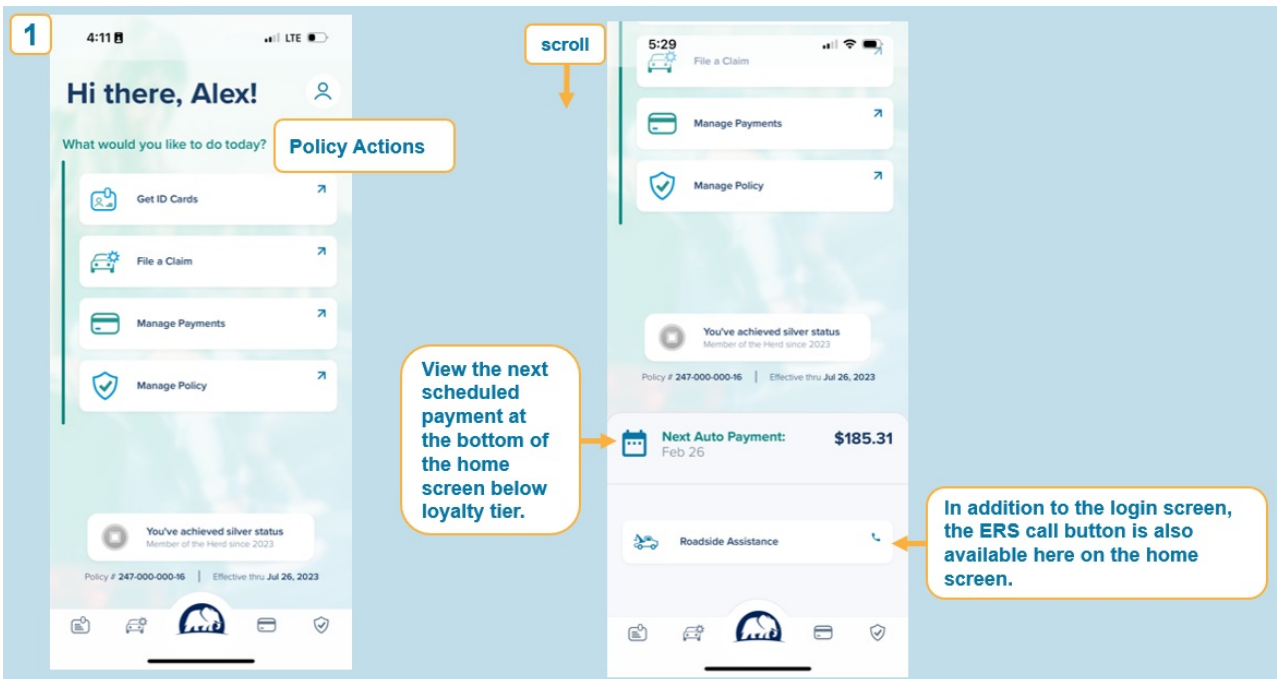 1
4:11
LTE
Hi there, Alex!
What would you like to do today?
Policy Actions
Get ID Cards
File a Claim
Manage Payments
Manage Policy
You've achieved silver status
Member of the Herd since 2023
Policy # 247-000-000-16 | Effective thru Jul 26, 2023
scroll
5:29
File a Claim
Manage Payments
Manage Policy
You've achieved silver status
Member of the Herd since 2023
Policy # 247-000-000-16 | Effective thru Jul 26, 2023
View the next
scheduled
payment at
the bottom of
the home
screen below
loyalty tier.
Next Auto Payment: $185.31
Feb 26
Roadside Assistance
In addition to the login screen,
the ERS call button is also
available here on the home
screen.